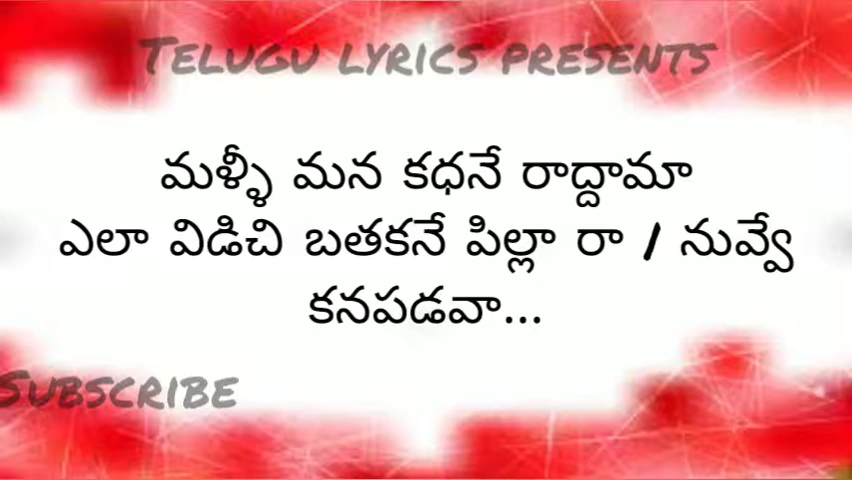 TELUGU LYRICS PRESENTS
మళ్ళీ మన కధనే రాద్దామా
ఎలా విడిచి బతకనే పిల్లా రా / నువ్వే
కనపడవా...
SUBSCRIBE